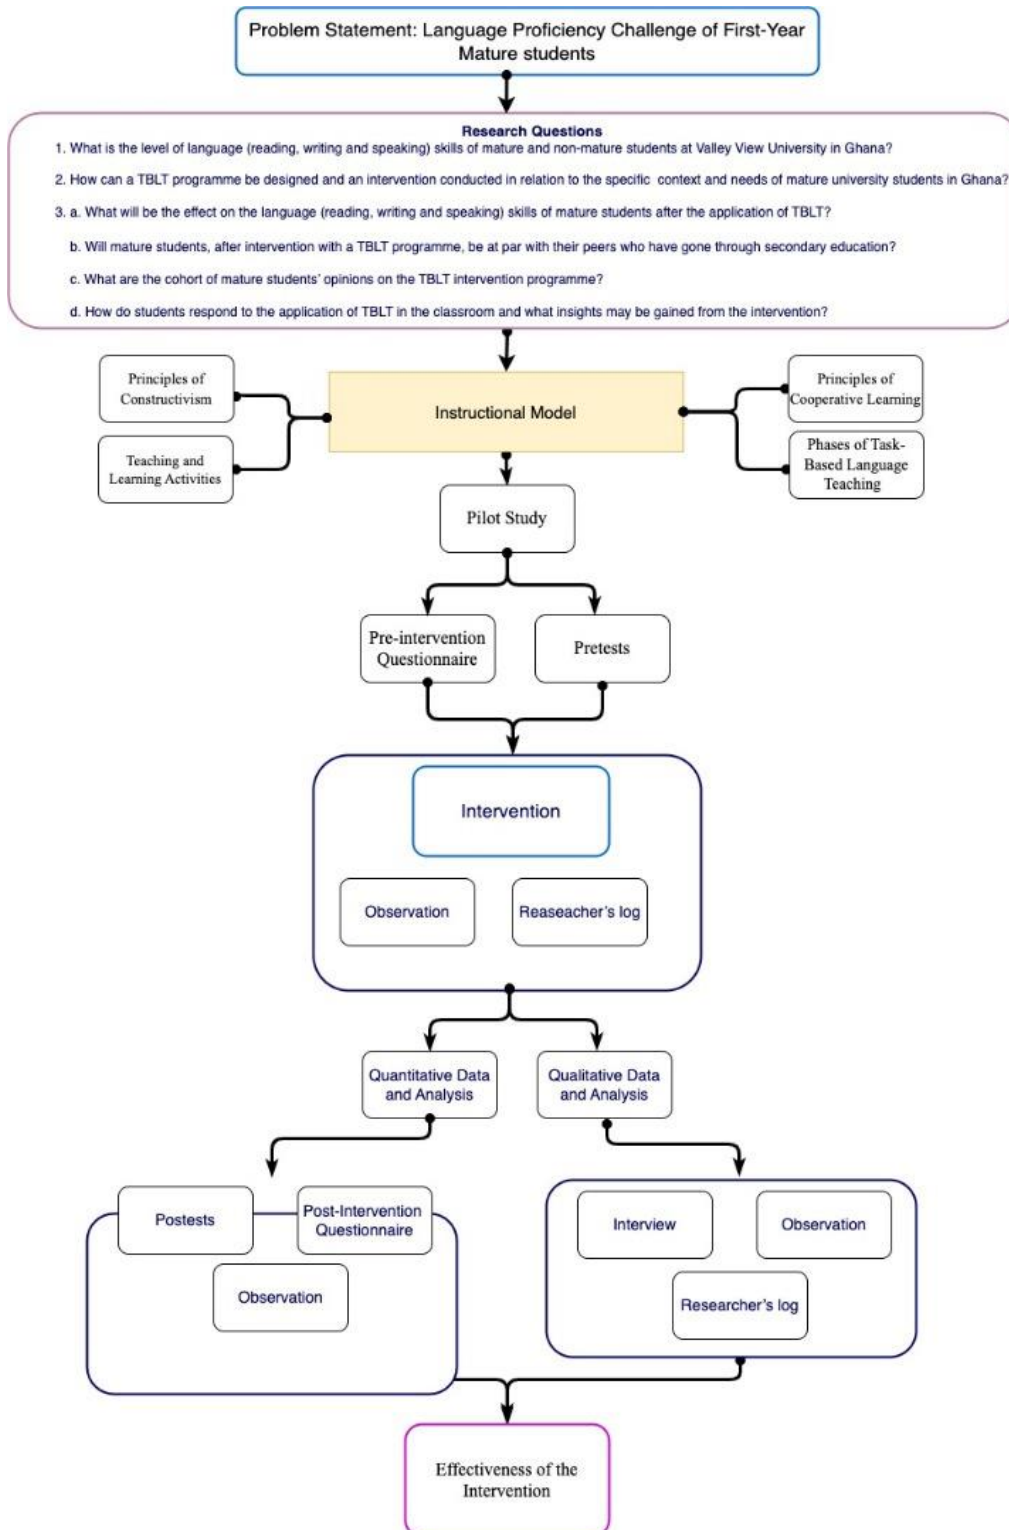 Problem Statement: Language Proficiency Challenge of First-Year
Mature students
Research Questions
1. What is the level of language (reading, writing and speaking) skills of mature and non-mature students at Valley View University in Ghana?
2. How can a TBLT programme be designed and an intervention conducted in relation to the specific context and needs of mature university students in Ghana?
3. a. What will be the effect on the language (reading, writing and speaking) skills of mature students after the application of TBLT?
b. Will mature students, after intervention with a TBLT programme, be at par with their peers who have gone through secondary education?
c. What are the cohort of mature students' opinions on the TBLT intervention programme?
d. How do students respond to the application of TBLT in the classroom and what insights may be gained from the intervention?
Principles of
Constructivism
Teaching and
Learning Activities
Instructional Model
Principles of
Cooperative Learning
Phases of Task-
Based Language
Teaching
Pilot Study
Pre-intervention
Questionnaire
Pretests
Intervention
Observation
Reaseacher's log
Quantitative Data
and Analysis
Qualitative Data
and Analysis
Postests
Post-Intervention
Questionnaire
Observation
Interview
Observation
Researcher's log
Effectiveness of the
Intervention